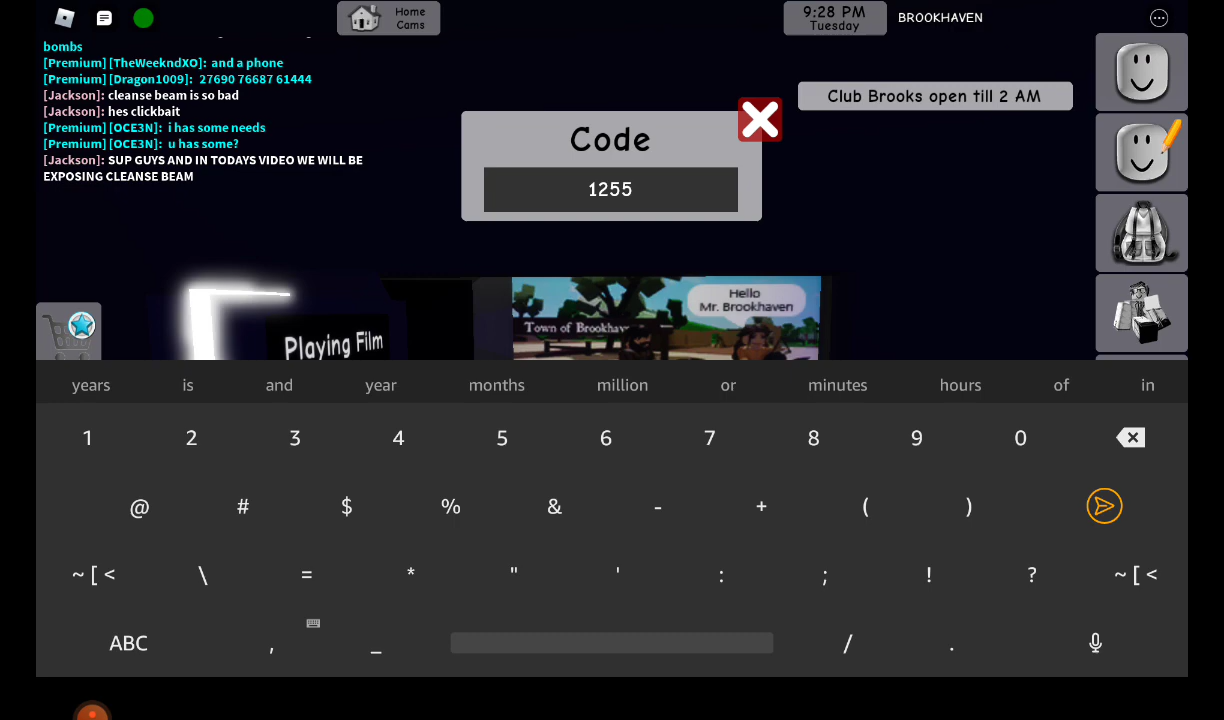 Home
Cams
9:28 PM
Tuesday
BROOKHAVEN
bombs
[Premium] [TheWeekndXO]: and a phone
[Premium] [Dragon1009]: 27690 76687 61444
[Jackson]: cleanse beam is so bad
[Jackson]: hes clickbait
[Premium] [OCE3N]: i has some needs
[Premium] [OCE3N]: u has some?
[Jackson]: SUP GUYS AND IN TODAYS VIDEO WE WILL BE
EXPOSING CLEANSE BEAM
Club Brooks open till 2 AM
Code
1255
Hello
Mr. Brookhaven
Town of Brookhav
Playing Film
years is and year months million or minutes hours of in
1 2 3 4 5 6 7 8 9 0
@ # $ % & - + ( )
~ [ < \ = * " ' : ; ! ? ~ [ <
ABC , _ / .